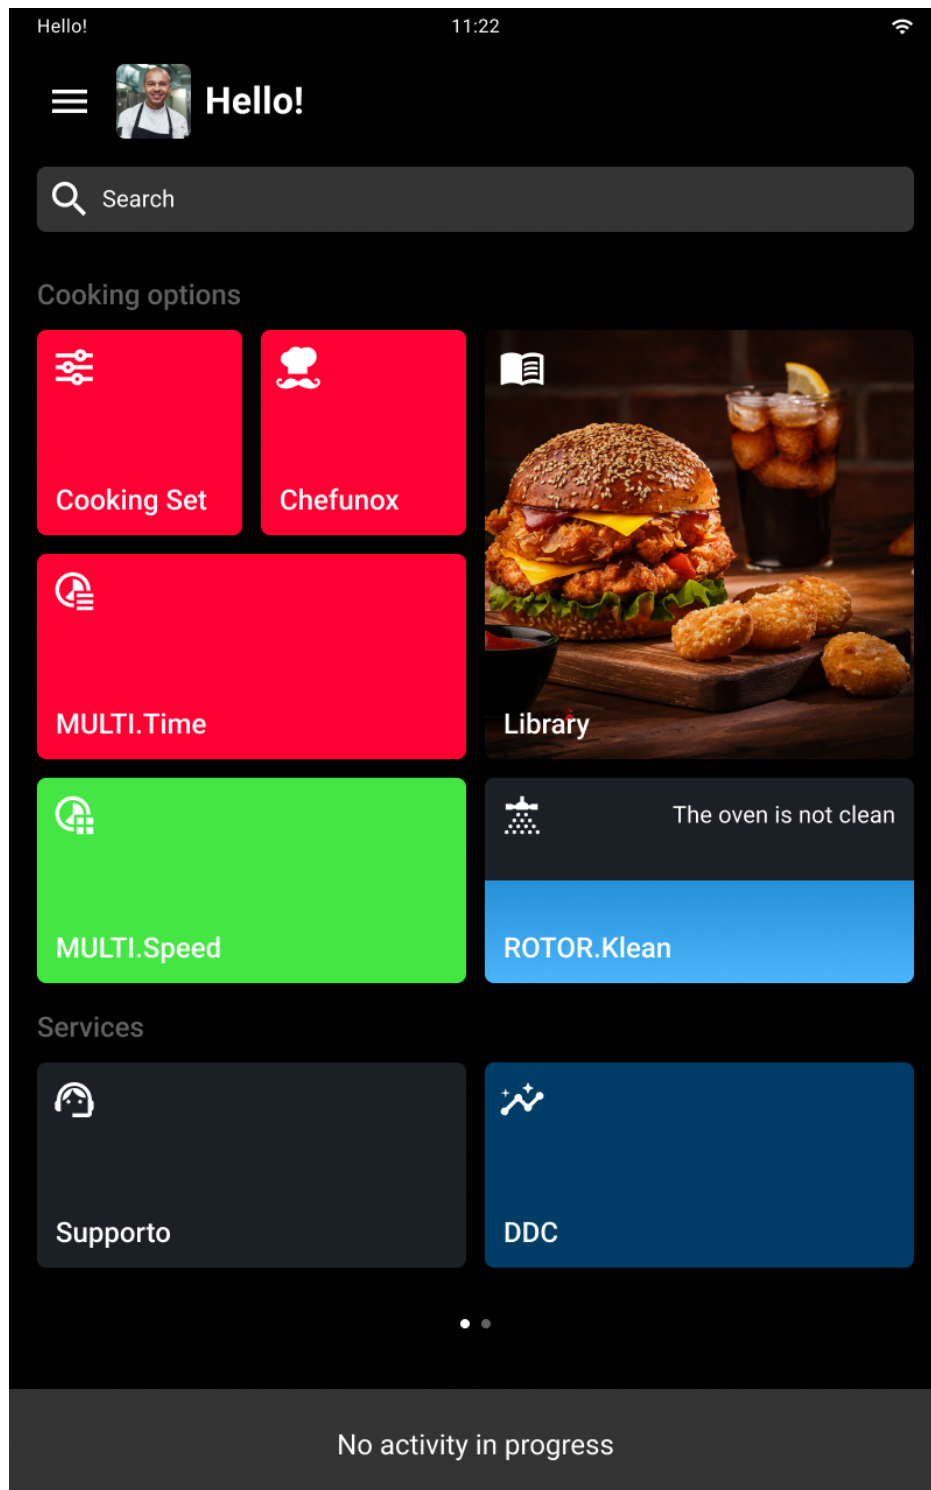 Hello!
11:22
Hello!
Search
Cooking options
Cooking Set
Chefunox
MULTI.Time
Library
MULTI.Speed
The oven is not clean
ROTOR.Klean
Services
Supporto
DDC
No activity in progress